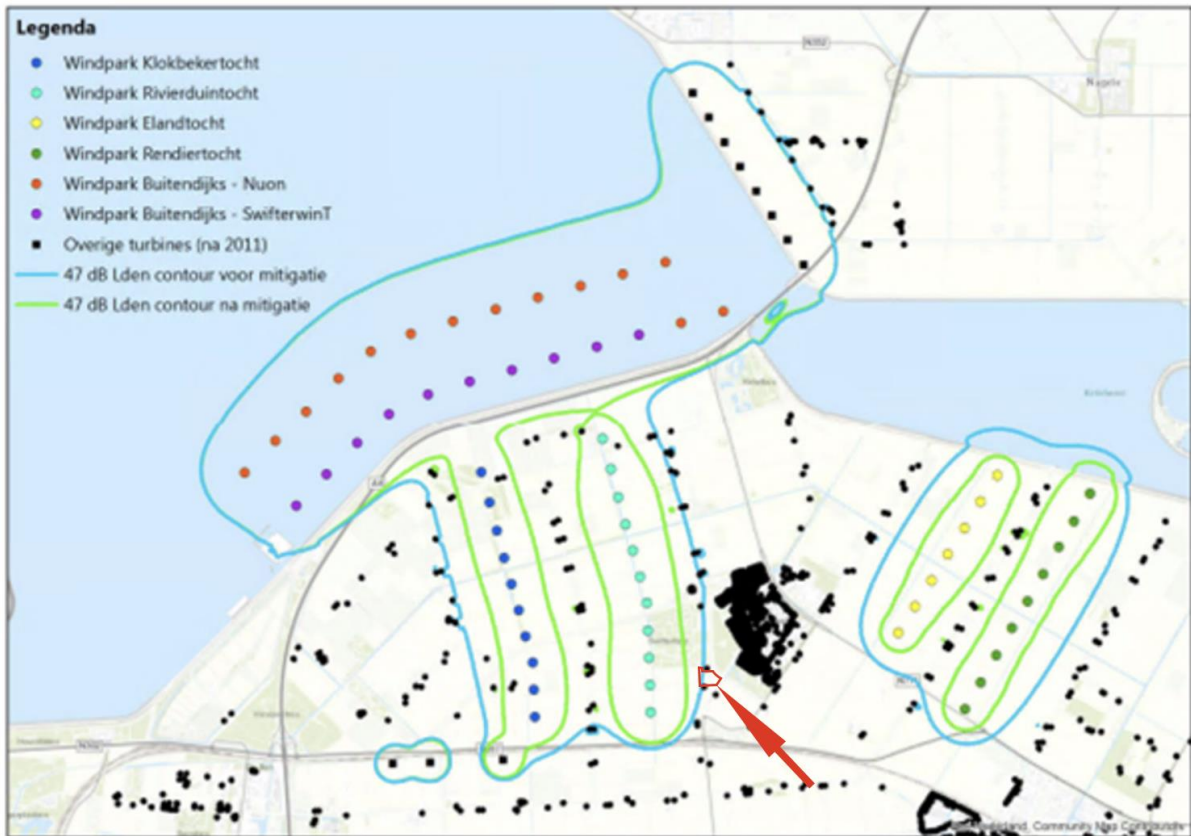 Legenda
Windpark Klokbekertocht
Windpark Rivierduintocht
Windpark Elandtocht
Windpark Rendiertocht
Windpark Buitendijks - Nuon
Windpark Buitendijks - SwifterwinT
Overige turbines (na 2011)
47 dB Lden contour voor mitigatie
47 dB Lden contour na mitigatie
N352
Nagele
A6